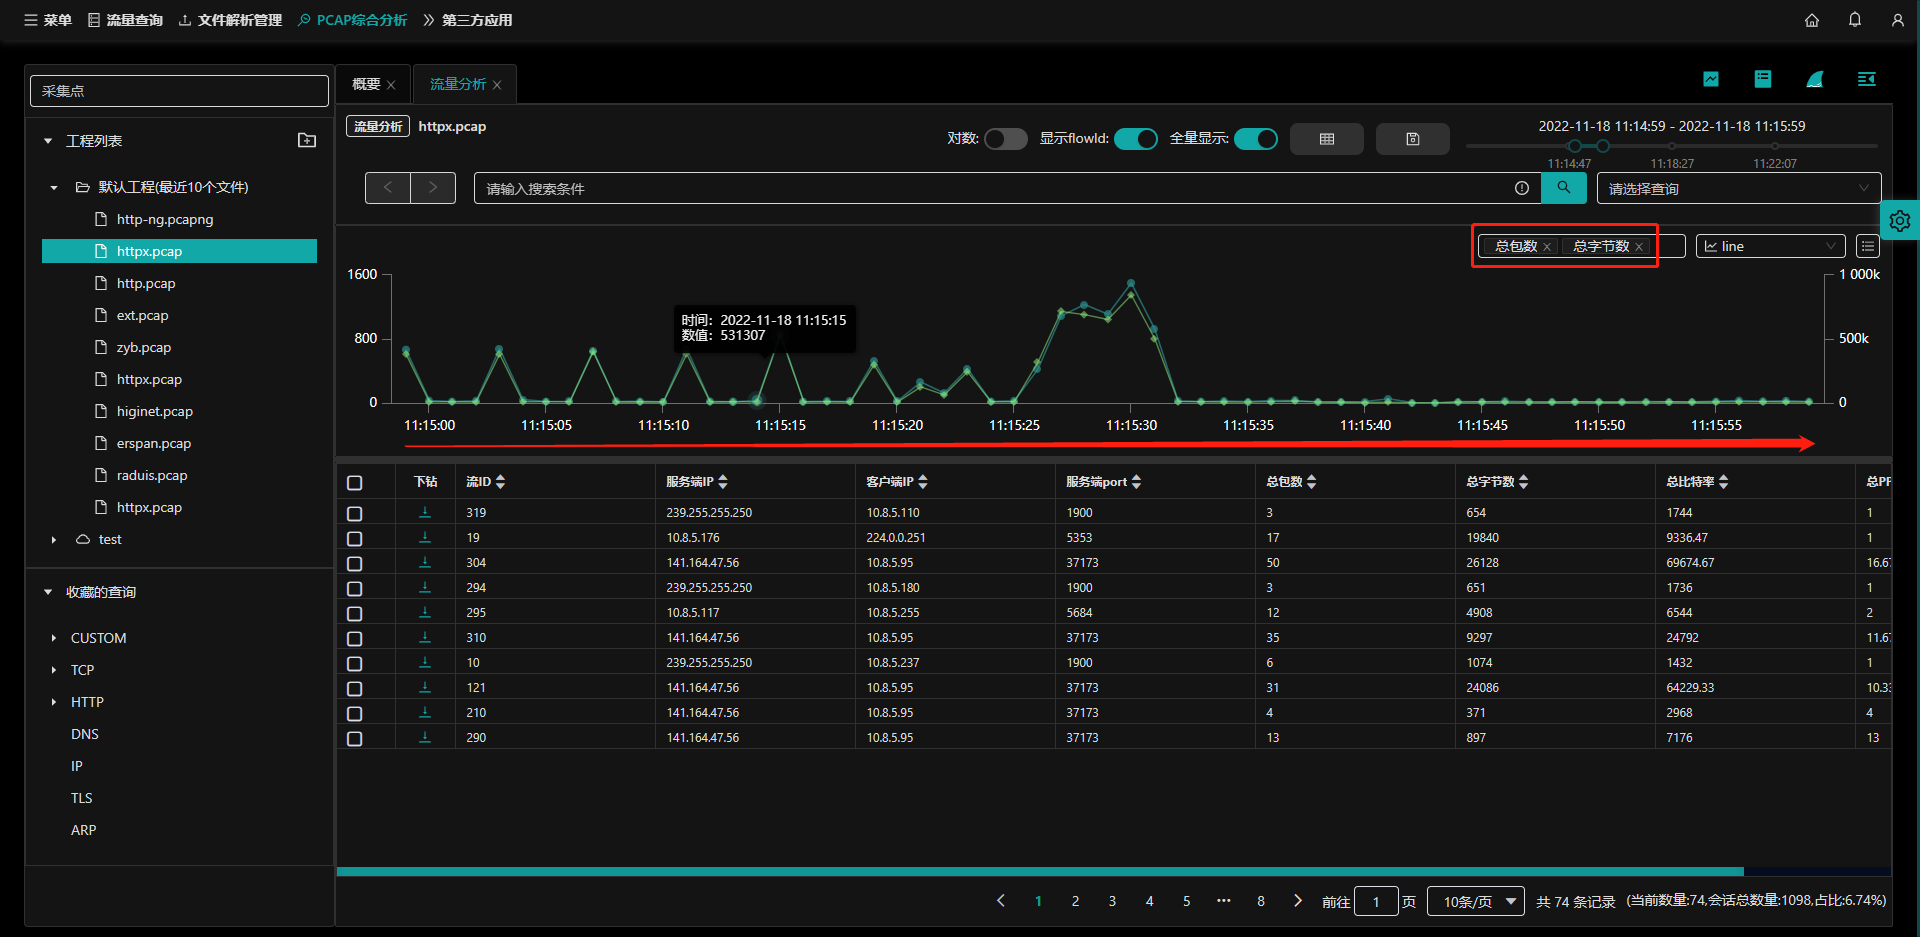 菜单 流量查询 文件解析管理 PCAP综合分析 第三方应用
采集点
工程列表
默认工程(最近10个文件)
http-ng.pcapng
httpx.pcap
http.pcap
ext.pcap
zyb.pcap
httpx.pcap
higinet.pcap
erspan.pcap
raduis.pcap
httpx.pcap
test
收藏的查询
CUSTOM
TCP
HTTP
DNS
IP
TLS
ARP
概要 流量分析
流量分析 httpx.pcap
对数: 显示flowId: 全量显示:
2022-11-18 11:14:59 - 2022-11-18 11:15:59
11:14:47 11:18:27 11:22:07
请输入搜索条件 请选择查询
总包数 总字节数 line
1600 1 000k
800 500k
0 0
时间：2022-11-18 11:15:15
数值：531307
11:15:00 11:15:05 11:15:10 11:15:15 11:15:20 11:15:25 11:15:30 11:15:35 11:15:40 11:15:45 11:15:50 11:15:55
下钻 流ID 服务端IP 客户端IP 服务端port 总包数 总字节数 总比特率 总PF
319 239.255.255.250 10.8.5.110 1900 3 654 1744 1
19 10.8.5.176 224.0.0.251 5353 17 19840 9336.47 1
304 141.164.47.56 10.8.5.95 37173 50 26128 69674.67 16.67
294 239.255.255.250 10.8.5.180 1900 3 651 1736 1
295 10.8.5.117 10.8.5.255 5684 12 4908 6544 2
310 141.164.47.56 10.8.5.95 37173 35 9297 24792 11.67
10 239.255.255.250 10.8.5.237 1900 6 1074 1432 1
121 141.164.47.56 10.8.5.95 37173 31 24086 64229.33 10.33
210 141.164.47.56 10.8.5.95 37173 4 371 2968 4
290 141.164.47.56 10.8.5.95 37173 13 897 7176 13
1 2 3 4 5 ••• 8 前往 1 页 10条/页 共 74 条记录 (当前数量:74,会话总数量:1098,占比:6.74%)